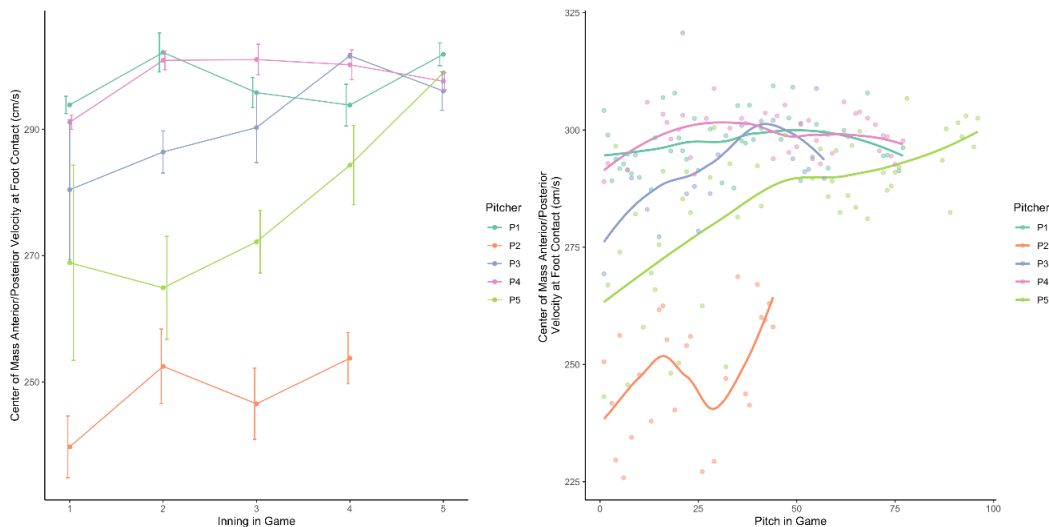 Center of Mass Anterior/Posterior Velocity at Foot Contact (cm/s)
290
270
250
1
2
3
4
5
Inning in Game
Pitcher
P1
P2
P3
P4
P5
Center of Mass Anterior/Posterior
Velocity at Foot Contact (cm/s)
325
300
275
250
225
0
25
50
75
100
Pitch in Game
Pitcher
P1
P2
P3
P4
P5